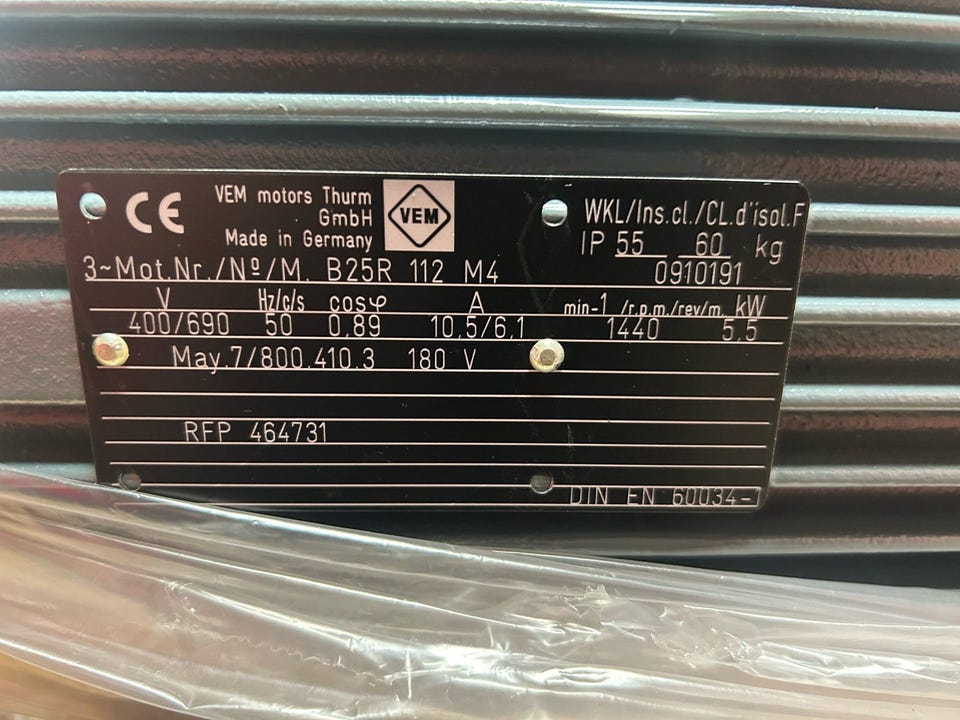 CE
VEM motors Thurm
GmbH
Made in Germany
VEM
WKL/Ins.cl./CL.d'isol.F
IP 55 60 kg
3~Mot.Nr./Nº/M. B25R 112 M4 0910191
V Hz/c/s cosφ A min-1 /r.p.m./rev/m. kW
400/690 50 0,89 10,5/6,1 1440 5,5
May.7/800.410.3 180 V
RFP 464731
DIN EN 60034-1